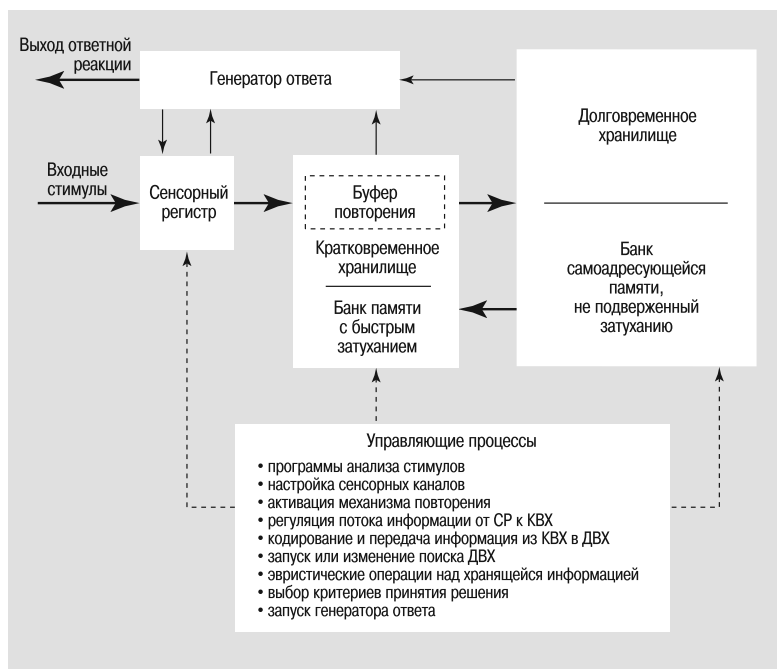 Выход ответной
реакции
Генератор ответа
Долговременное
хранилище
Входные
стимулы
Сенсорный
регистр
Буфер
повторения
Кратковременное
хранилище
Банк памяти
с быстрым
затуханием
Банк
самоадресующейся
памяти,
не подверженный
затуханию
Управляющие процессы
• программы анализа стимулов
• настройка сенсорных каналов
• активация механизма повторения
• регуляция потока информации от СР к КВХ
• кодирование и передача информации из КВХ в ДВХ
• запуск или изменение поиска ДВХ
• эвристические операции над хранящейся информацией
• выбор критериев принятия решения
• запуск генератора ответа